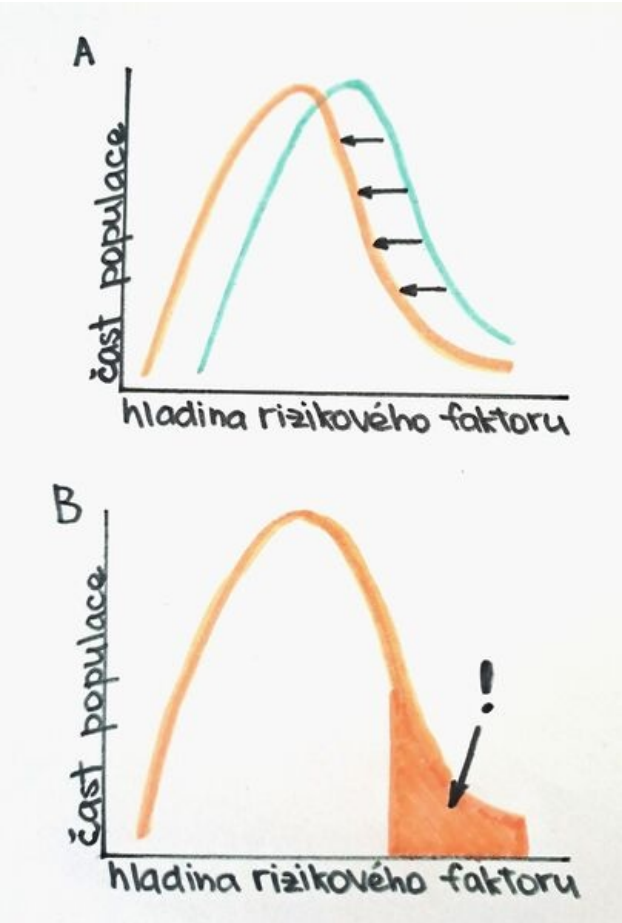 A
část populace
hladina rizikového faktoru
B
část populace
!
hladina rizikového faktoru